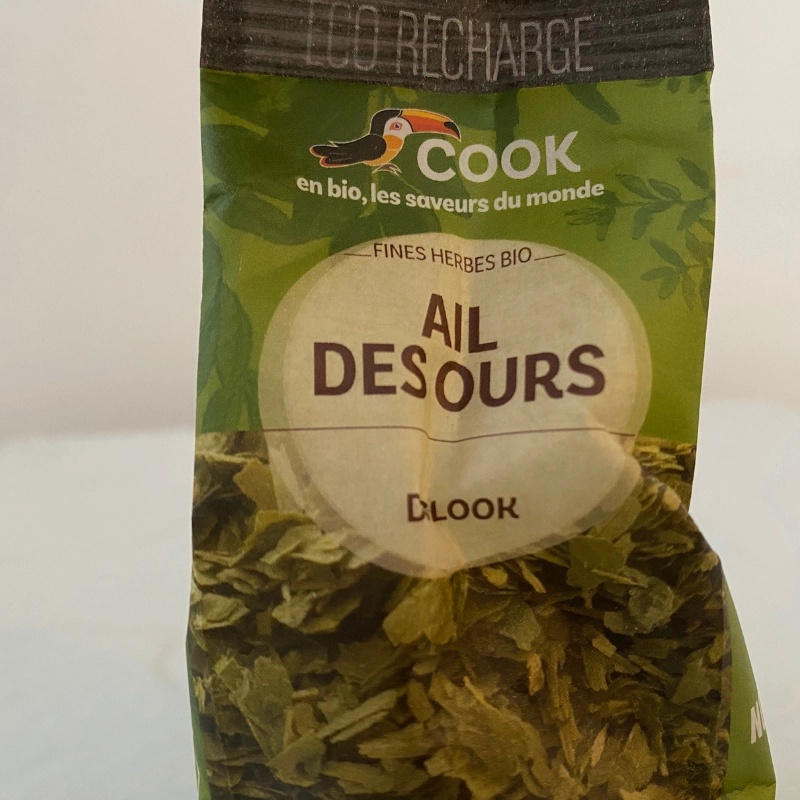 ECO RECHARGE
COOK
en bio, les saveurs du monde
FINES HERBES BIO
AIL
DES OURS